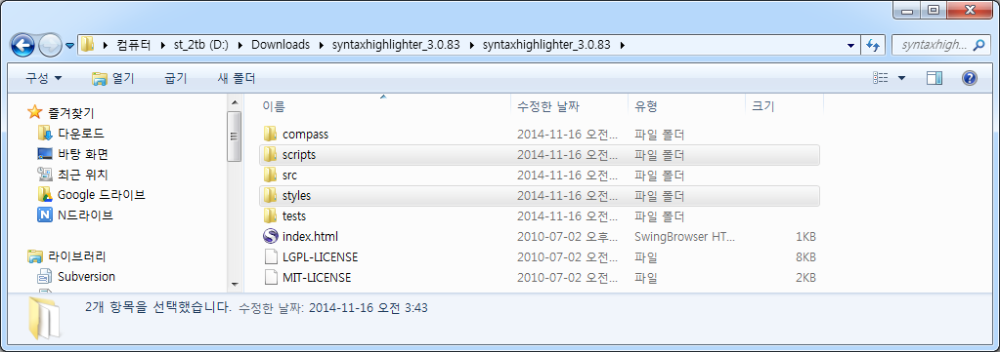 컴퓨터 st_2tb (D:) Downloads syntaxhighlighter_3.0.83 syntaxhighlighter_3.0.83 syntaxhigh...
구성 열기 굽기 새 폴더
즐겨찾기
다운로드
바탕 화면
최근 위치
Google 드라이브
N드라이브
라이브러리
Subversion
이름 수정한 날짜 유형 크기
compass 2014-11-16 오전... 파일 폴더
scripts 2014-11-16 오전... 파일 폴더
src 2014-11-16 오전... 파일 폴더
styles 2014-11-16 오전... 파일 폴더
tests 2014-11-16 오전... 파일 폴더
index.html 2010-07-02 오후... SwingBrowser HT... 1KB
LGPL-LICENSE 2010-07-02 오후... 파일 8KB
MIT-LICENSE 2010-07-02 오후... 파일 2KB
2개 항목을 선택했습니다. 수정한 날짜: 2014-11-16 오전 3:43